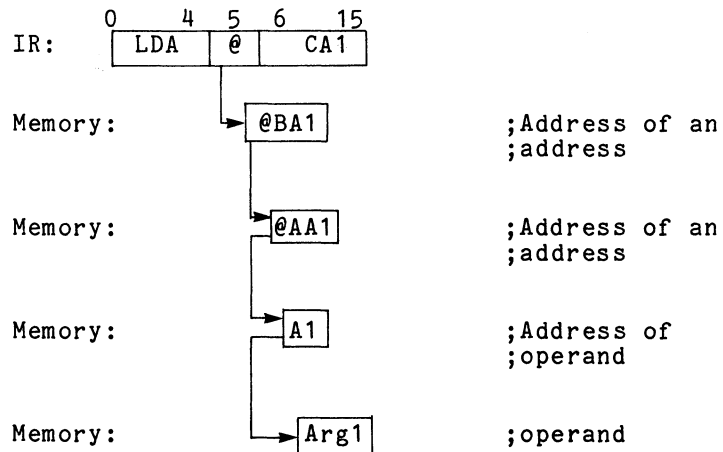 0 4 5 6 15
IR: LDA @ CA1
Memory: @BA1 ;Address of an
;address
Memory: @AA1 ;Address of an
;address
Memory: A1 ;Address of
;operand
Memory: Arg1 ;operand